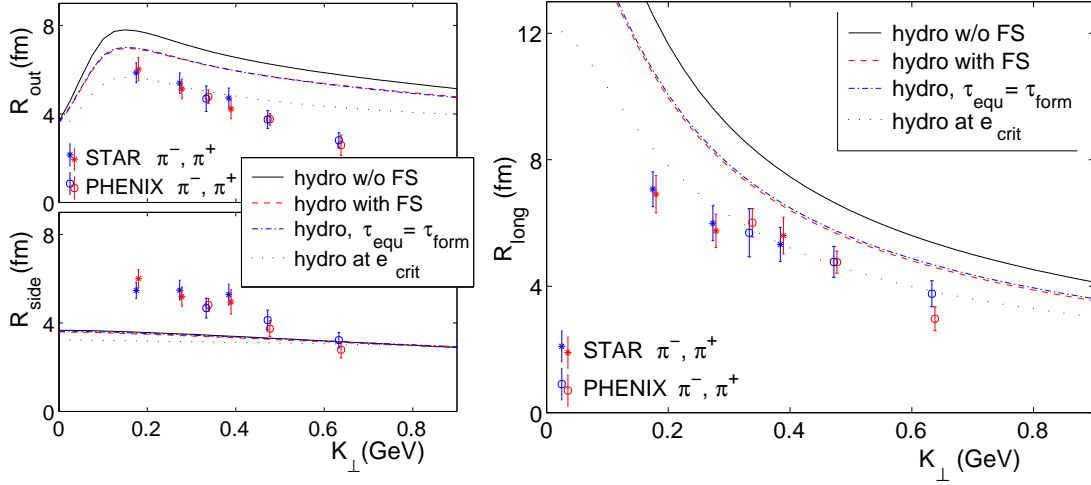 8
4
0
R_out (fm)
STAR π⁻, π⁺
PHENIX π⁻, π⁺
hydro w/o FS
hydro with FS
hydro, τ_equ = τ_form
hydro at e_crit
8
4
0
R_side (fm)
0
0.2
0.4
0.6
0.8
K_⊥ (GeV)
12
8
4
0
R_long (fm)
hydro w/o FS
hydro with FS
hydro, τ_equ = τ_form
hydro at e_crit
STAR π⁻, π⁺
PHENIX π⁻, π⁺
0
0.2
0.4
0.6
0.8
K_⊥ (GeV)